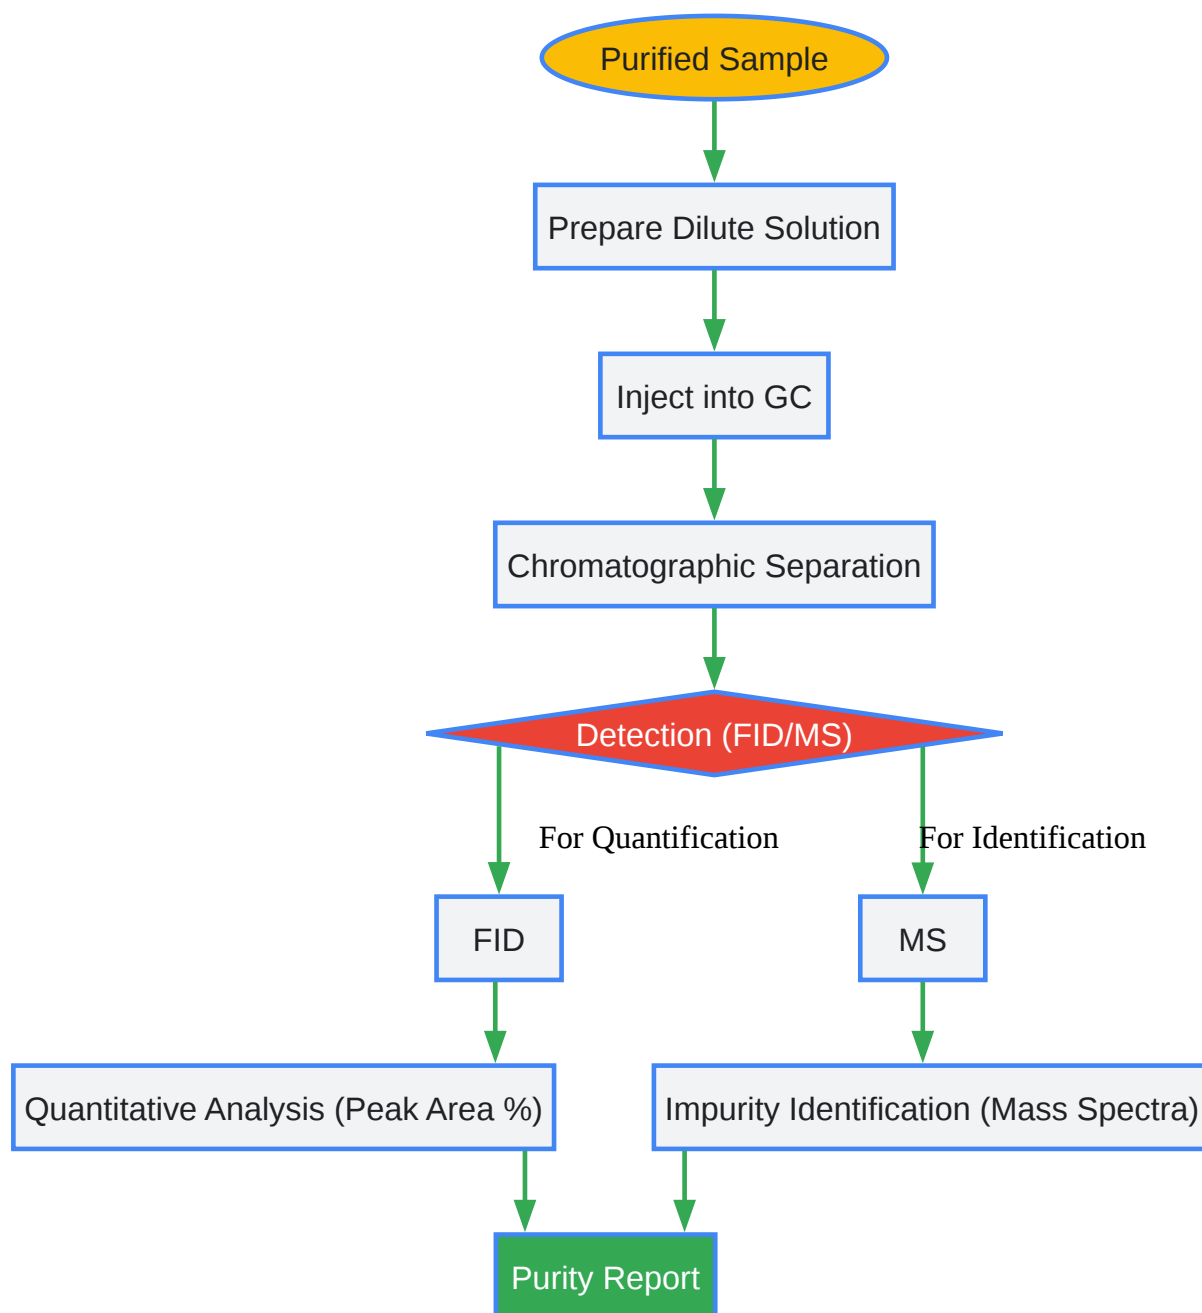 Purified Sample
Prepare Dilute Solution
Inject into GC
Chromatographic Separation
Detection (FID/MS)
For Quantification
For Identification
FID
MS
Quantitative Analysis (Peak Area %)
Impurity Identification (Mass Spectra)
Purity Report